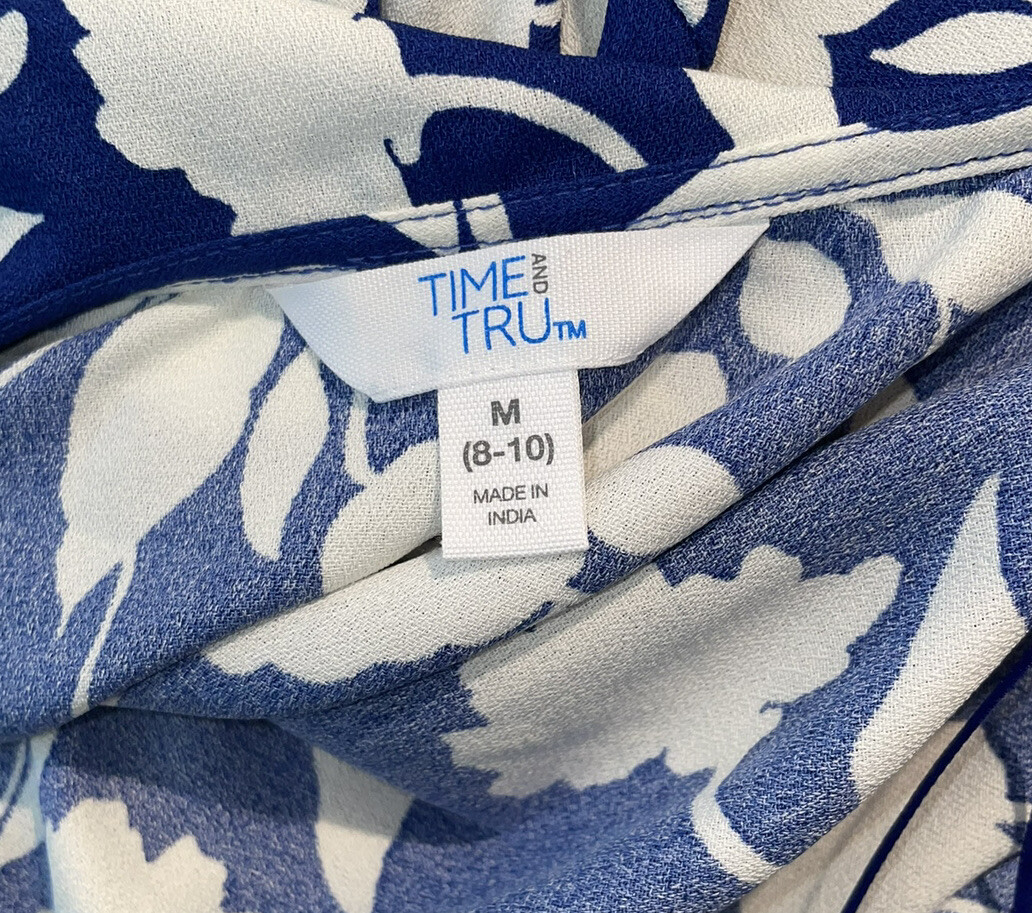 TIME AND
TRU™
M
(8-10)
MADE IN
INDIA